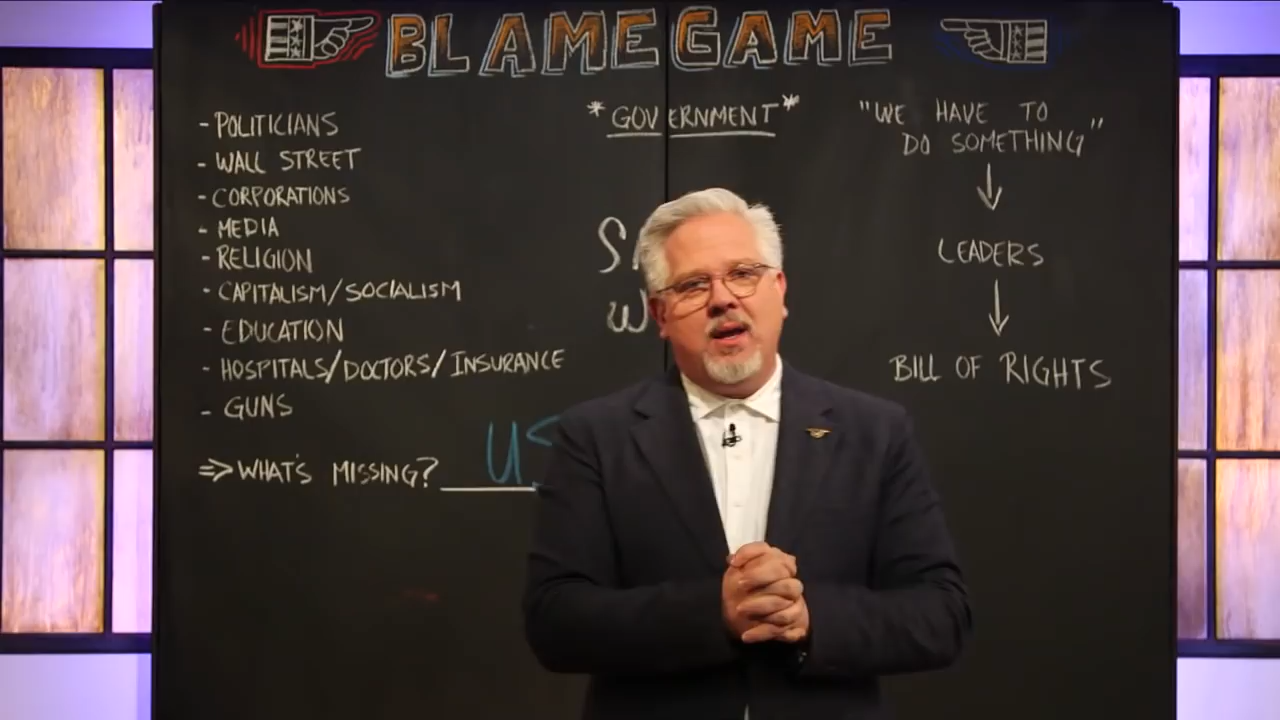 BLAME GAME
- POLITICIANS
- WALL STREET
- CORPORATIONS
- MEDIA
- RELIGION
- CAPITALISM/SOCIALISM
- EDUCATION
- HOSPITALS/DOCTORS/INSURANCE
- GUNS
=> WHAT'S MISSING? US
*GOVERNMENT*
"WE HAVE TO
DO SOMETHING"
↓
LEADERS
↓
BILL OF RIGHTS